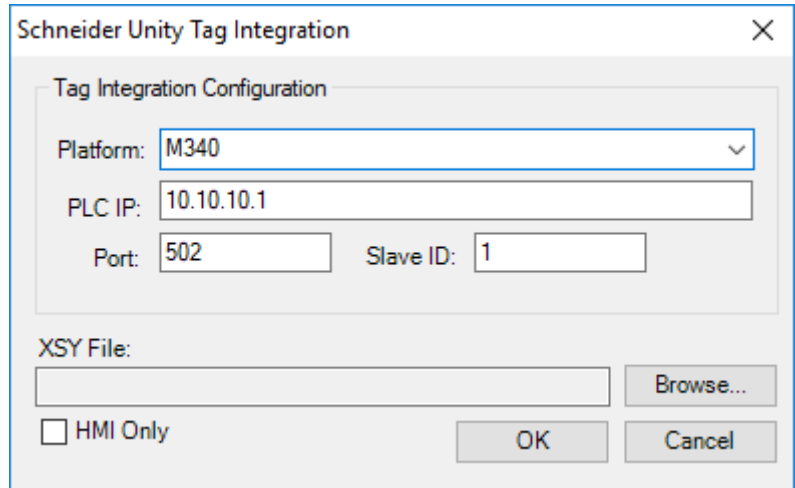 Schneider Unity Tag Integration
Tag Integration Configuration
Platform: M340
PLC IP: 10.10.10.1
Port: 502 Slave ID: 1
XSY File:
Browse...
HMI Only
OK Cancel